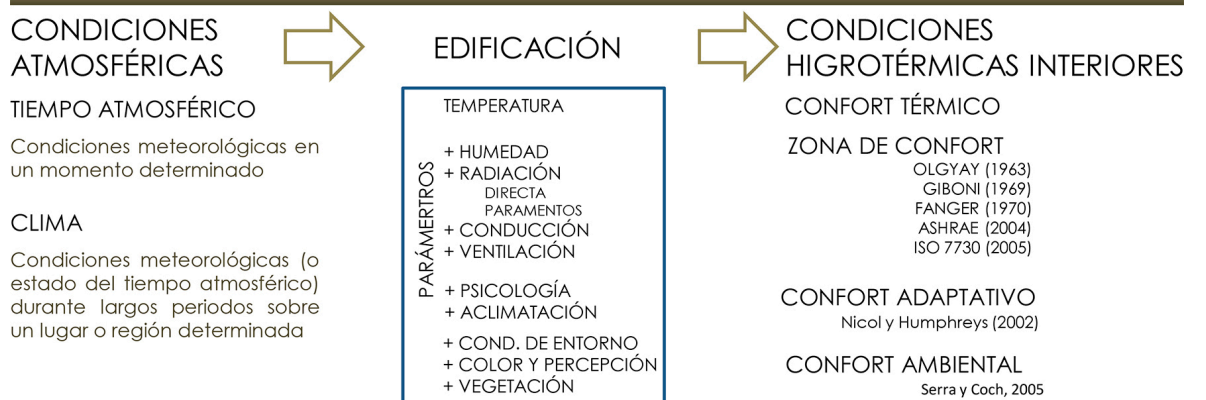 CONDICIONES
ATMOSFÉRICAS
TIEMPO ATMOSFÉRICO
Condiciones meteorológicas en
un momento determinado
CLIMA
Condiciones meteorológicas (o
estado del tiempo atmosférico)
durante largos periodos sobre
un lugar o región determinada
EDIFICACIÓN
PARÁMERTROS
TEMPERATURA
+ HUMEDAD
+ RADIACIÓN
DIRECTA
PARAMENTOS
+ CONDUCCIÓN
+ VENTILACIÓN
+ PSICOLOGÍA
+ ACLIMATACIÓN
+ COND. DE ENTORNO
+ COLOR Y PERCEPCIÓN
+ VEGETACIÓN
CONDICIONES
HIGROTÉRMICAS INTERIORES
CONFORT TÉRMICO
ZONA DE CONFORT
OLGYAY (1963)
GIBONI (1969)
FANGER (1970)
ASHRAE (2004)
ISO 7730 (2005)
CONFORT ADAPTATIVO
Nicol y Humphreys (2002)
CONFORT AMBIENTAL
Serra y Coch, 2005